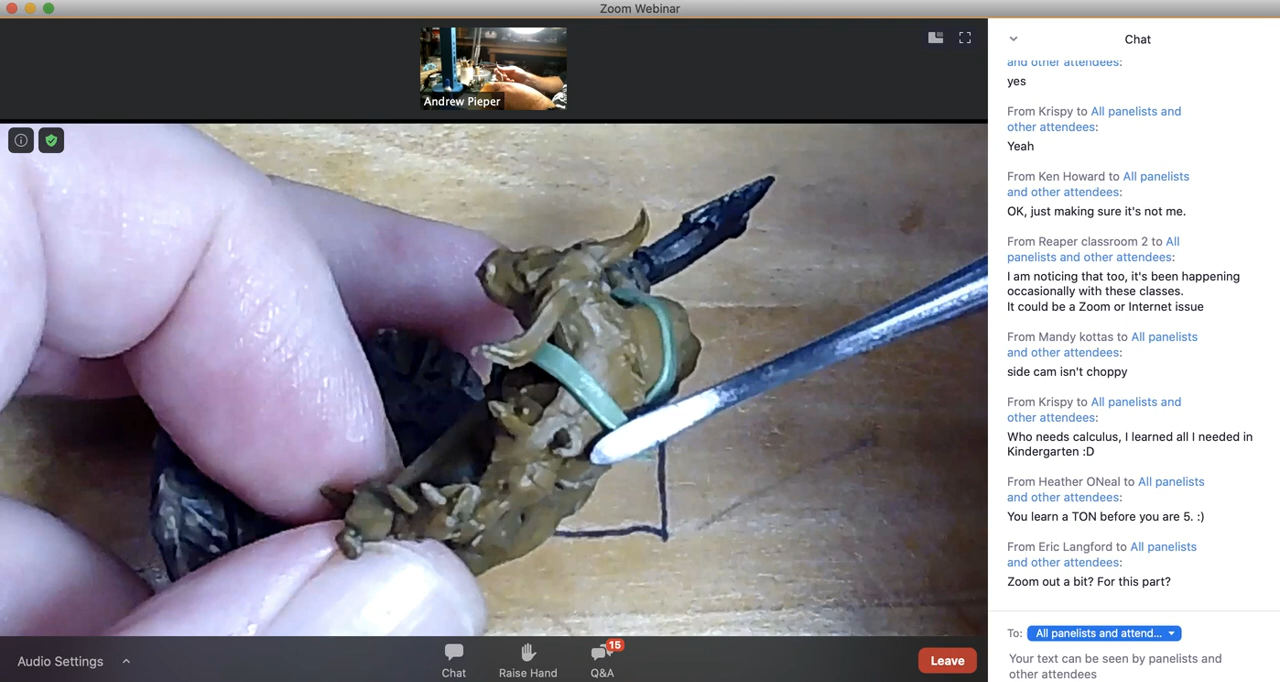 Zoom Webinar
Andrew Pieper
Chat
and other attendees:
yes
From Krispy to All panelists and
other attendees:
Yeah
From Ken Howard to All panelists
and other attendees:
OK, just making sure it's not me.
From Reaper classroom 2 to All
panelists and other attendees:
I am noticing that too, it's been happening
occasionally with these classes.
It could be a Zoom or Internet issue
From Mandy kottas to All panelists
and other attendees:
side cam isn't choppy
From Krispy to All panelists and
other attendees:
Who needs calculus, I learned all I needed in
Kindergarten :D
From Heather ONeal to All panelists
and other attendees:
You learn a TON before you are 5. :)
From Eric Langford to All panelists
and other attendees:
Zoom out a bit? For this part?
To: All panelists and attend...
Your text can be seen by panelists and
other attendees
Audio Settings
Chat
Raise Hand
15
Q&A
Leave